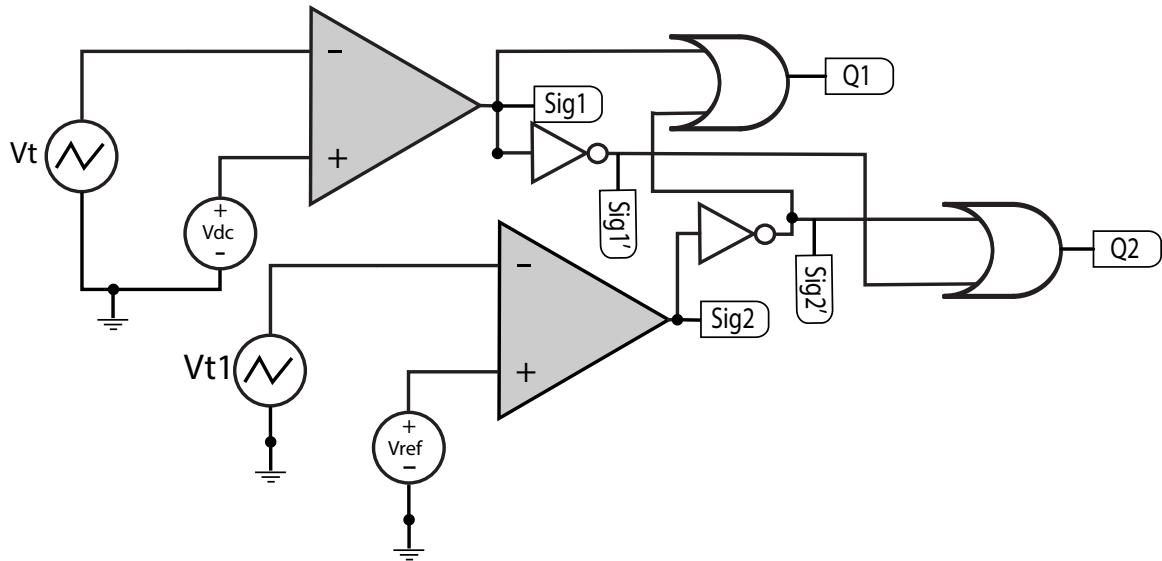 Q1
Sig1
Vt
−
+
+
Vdc
-
Sig1’
Sig2’
Q2
Sig2
Vt1
−
+
+
Vref
−